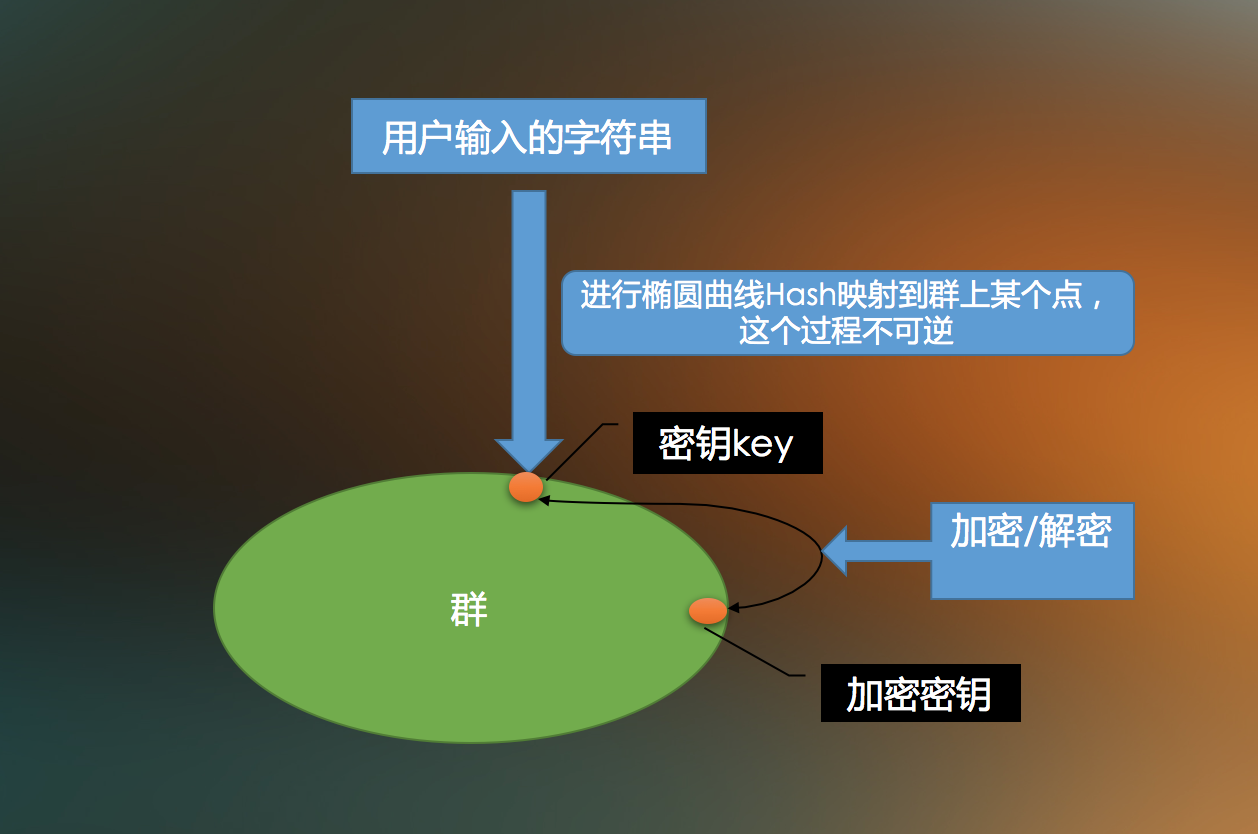 用户输入的字符串
进行椭圆曲线Hash映射到群上某个点，
这个过程不可逆
密钥key
加密/解密
群
加密密钥